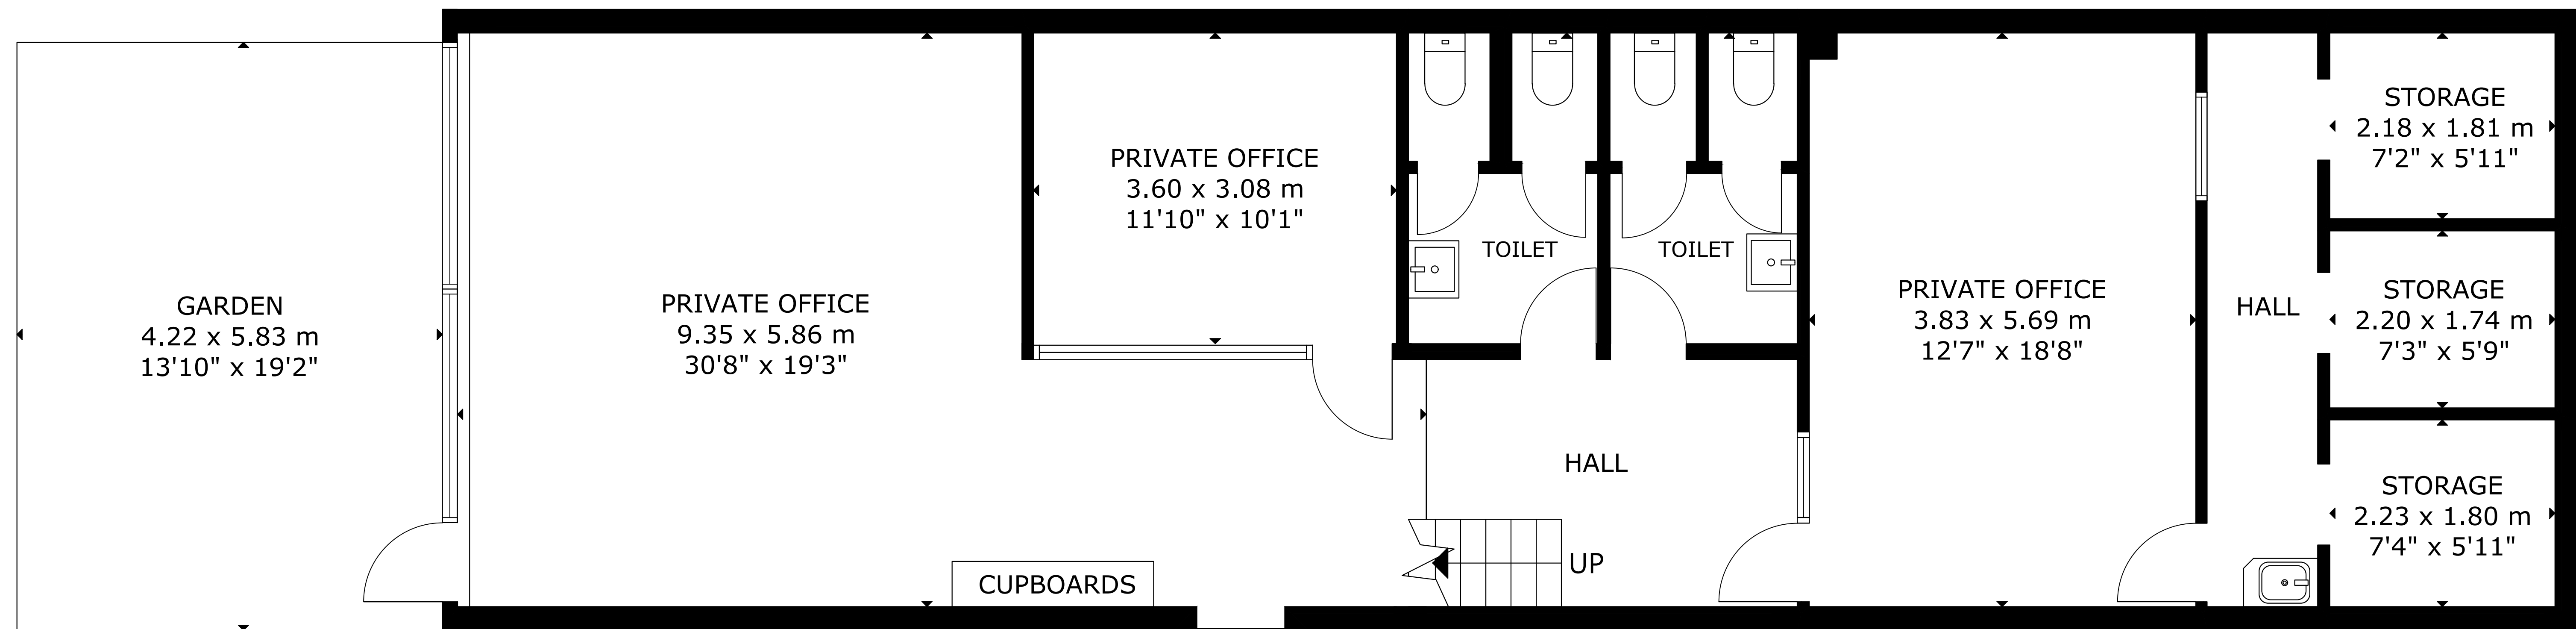 GARDEN
4.22 x 5.83 m
13'10" x 19'2"
PRIVATE OFFICE
9.35 x 5.86 m
30'8" x 19'3"
CUPBOARDS
PRIVATE OFFICE
3.60 x 3.08 m
11'10" x 10'1"
TOILET
TOILET
HALL
UP
PRIVATE OFFICE
3.83 x 5.69 m
12'7" x 18'8"
HALL
STORAGE
2.18 x 1.81 m
7'2" x 5'11"
STORAGE
2.20 x 1.74 m
7'3" x 5'9"
STORAGE
2.23 x 1.80 m
7'4" x 5'11"